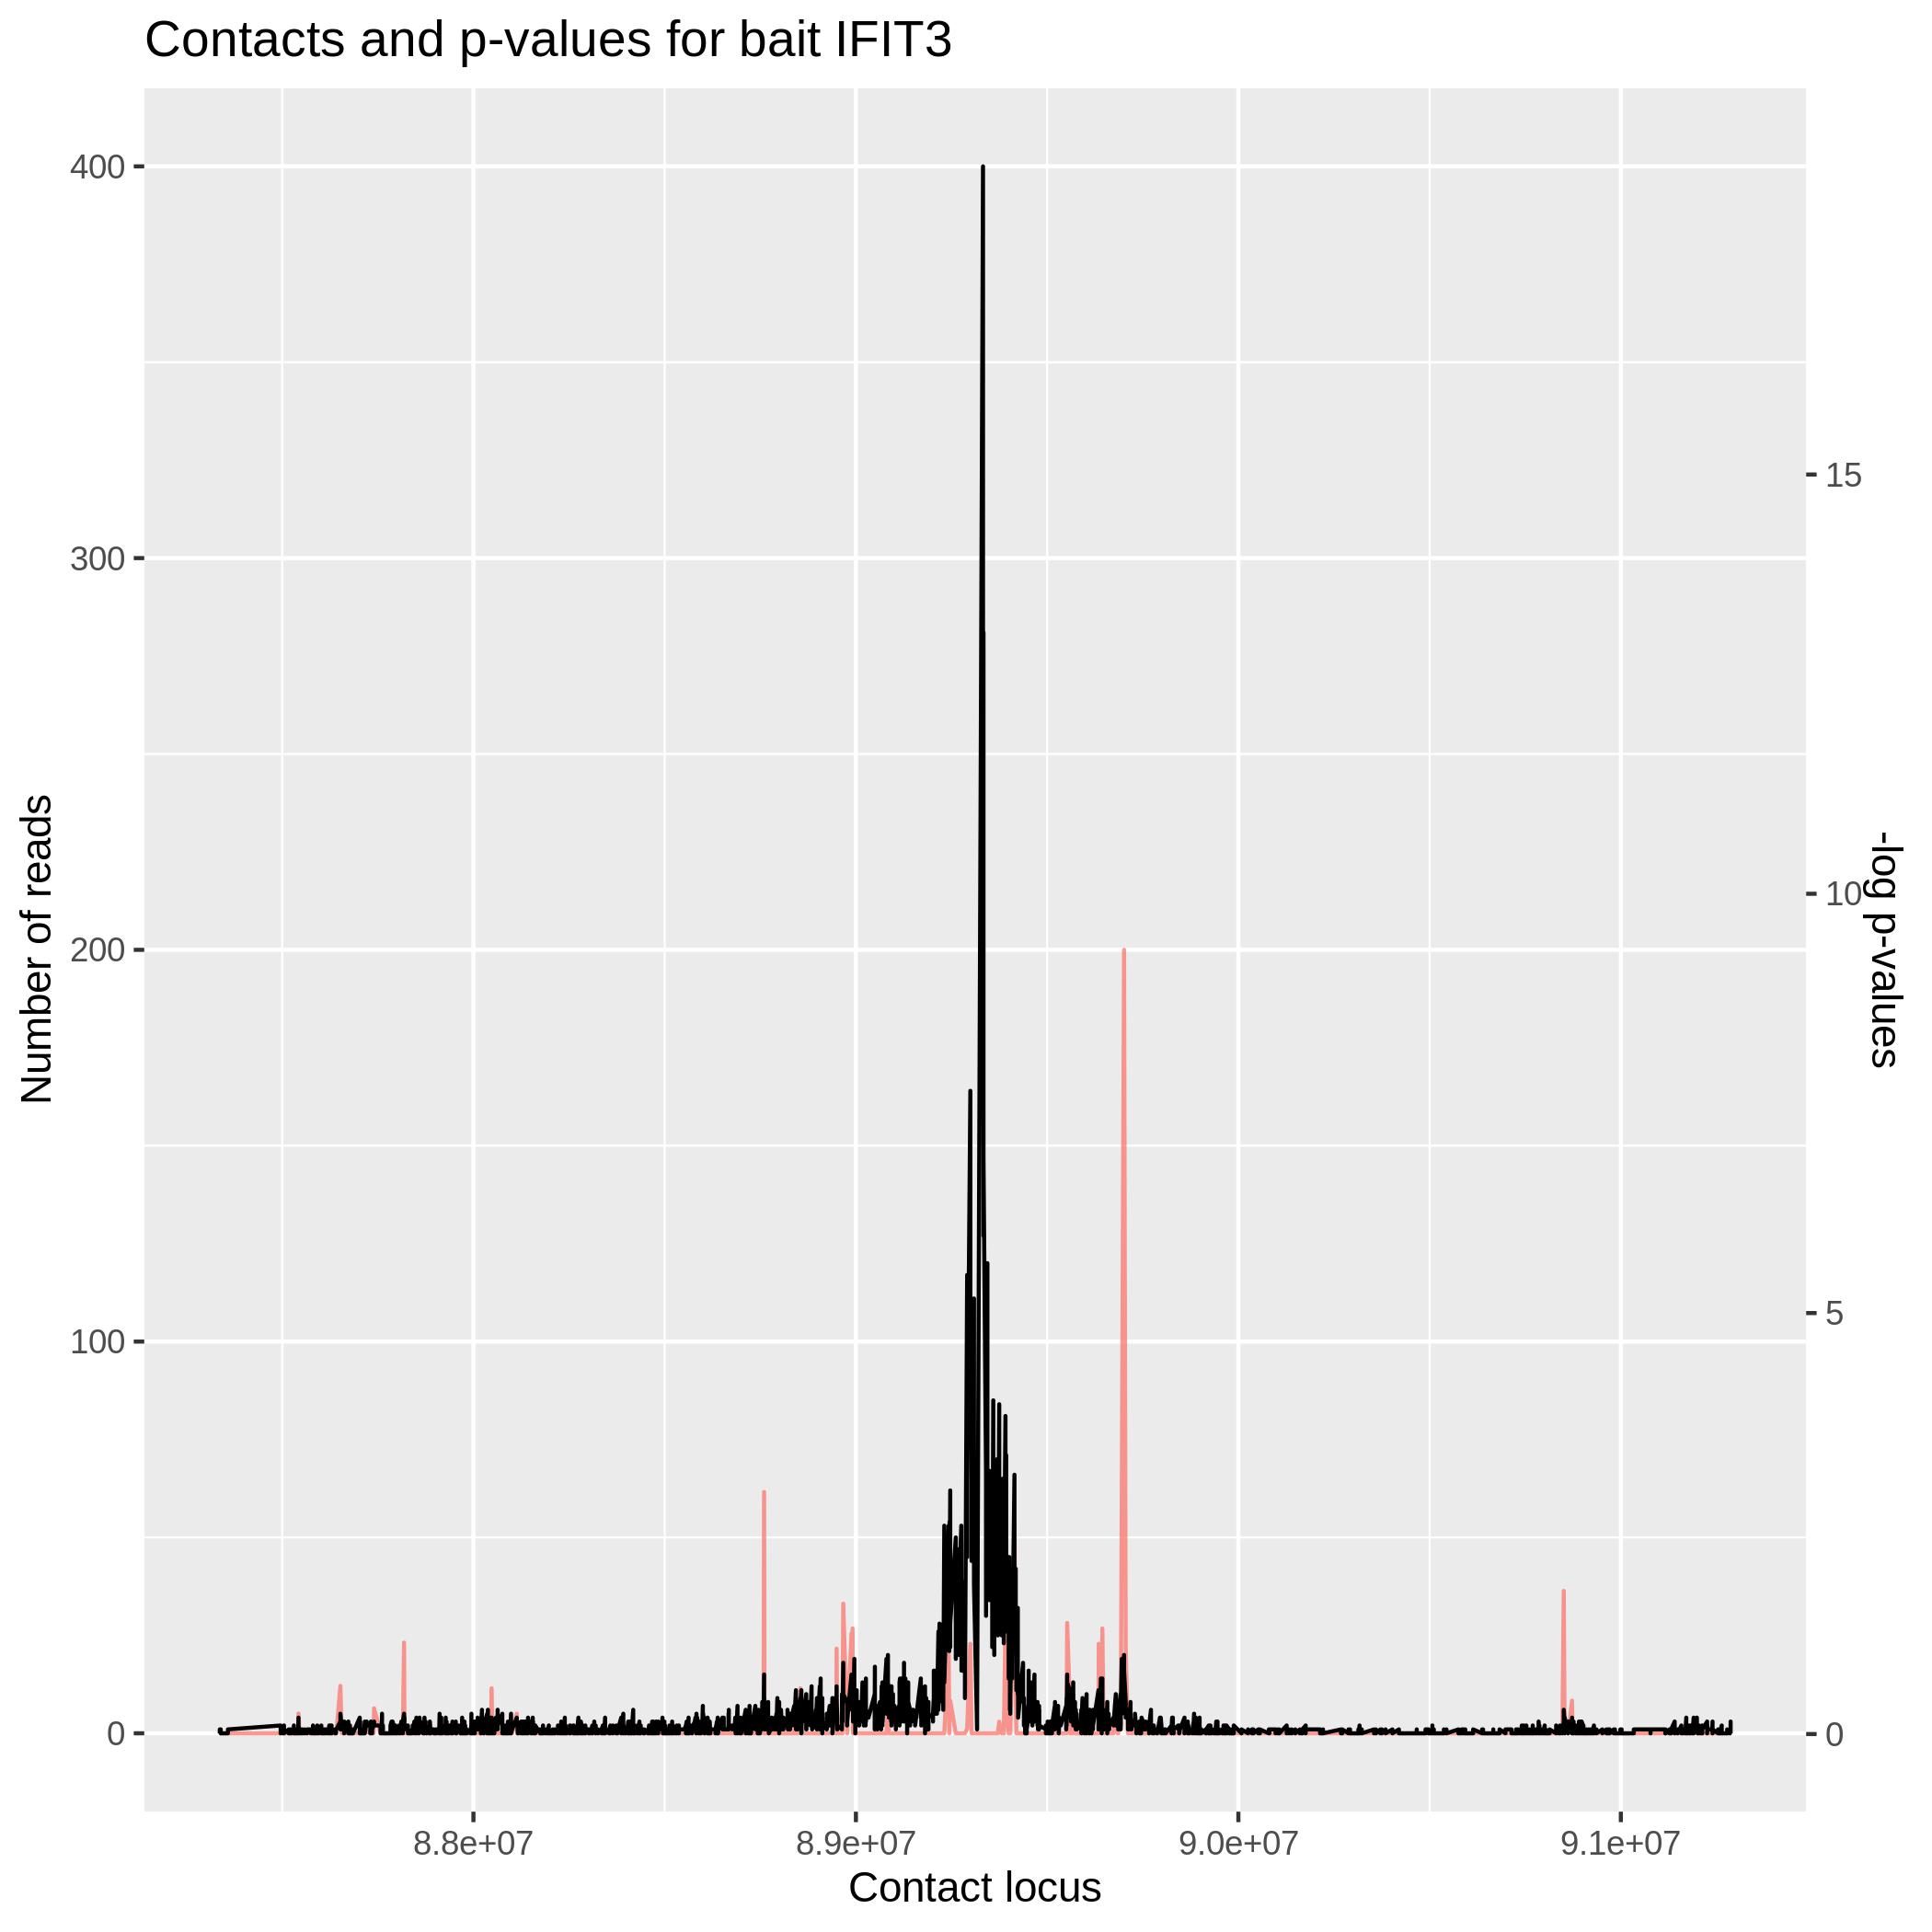 Contacts and p-values for bait IFIT3
400
300
200
100
0
Number of reads
15
10
5
0
-log p-values
8.8e+07
8.9e+07
9.0e+07
9.1e+07
Contact locus